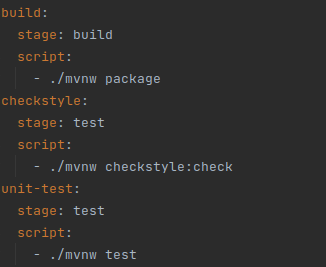 build:
  stage: build
  script:
    - ./mvnw package
checkstyle:
  stage: test
  script:
    - ./mvnw checkstyle:check
unit-test:
  stage: test
  script:
    - ./mvnw test